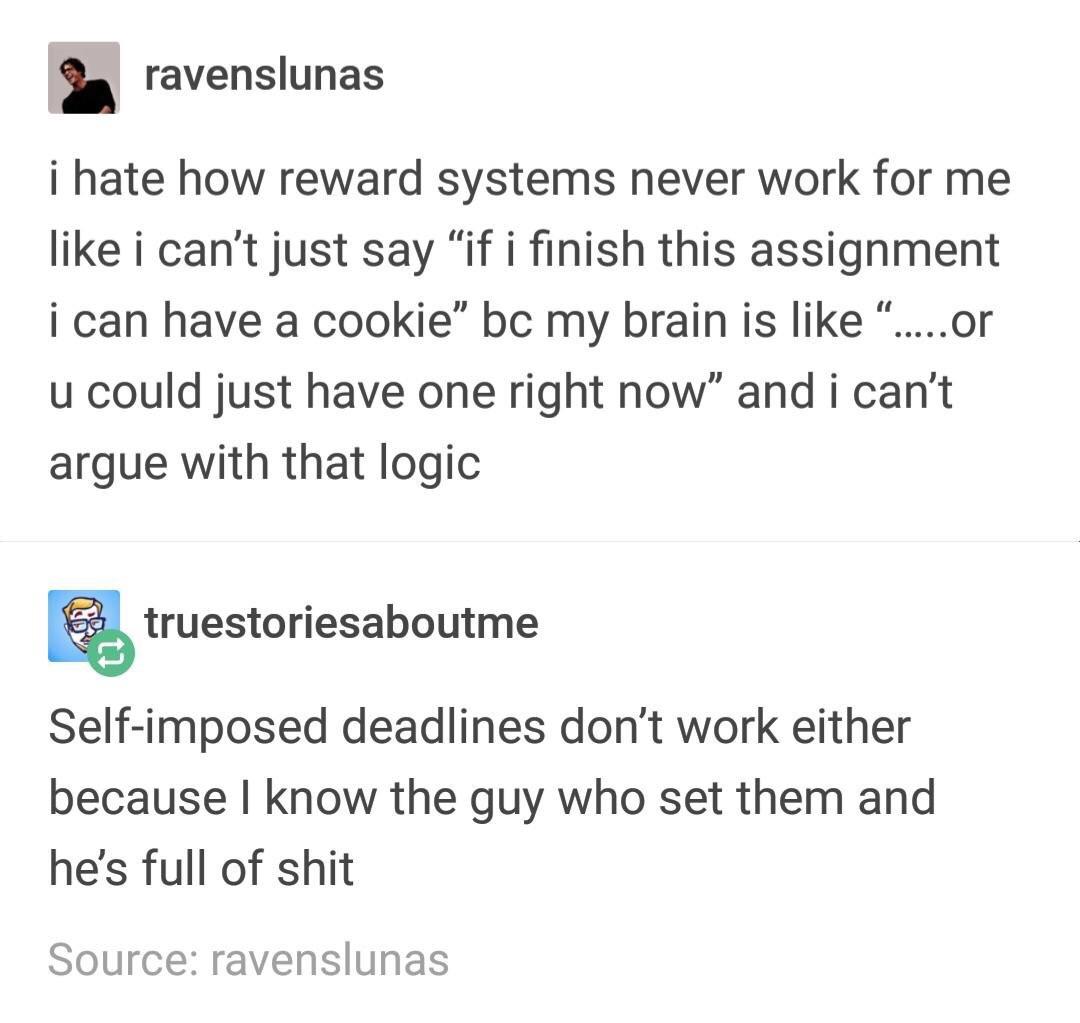 ravenslunas
i hate how reward systems never work for me
like i can’t just say “if i finish this assignment
i can have a cookie” bc my brain is like “.....or
u could just have one right now” and i can’t
argue with that logic
truestoriesaboutme
Self-imposed deadlines don’t work either
because I know the guy who set them and
he’s full of shit
Source: ravenslunas